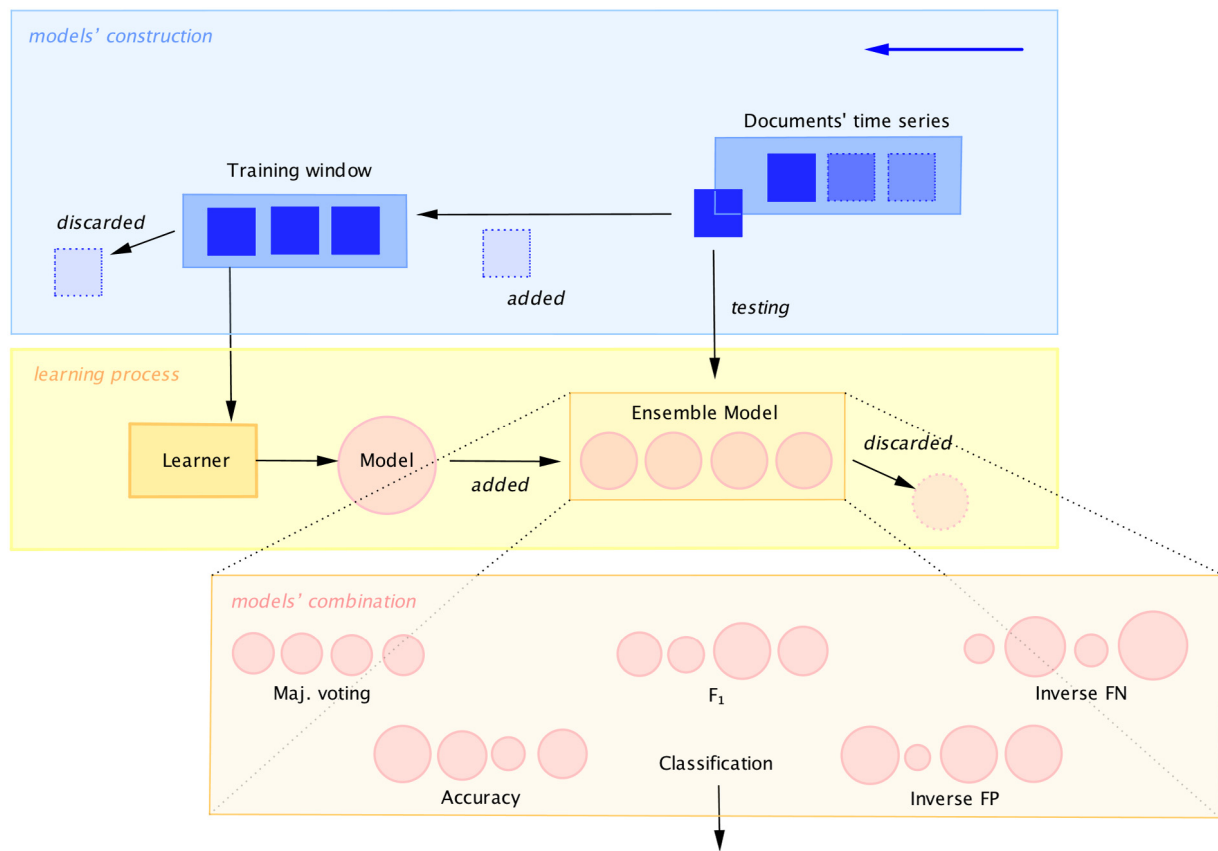 models' construction
Documents' time series
Training window
discarded
added
testing
learning process
Ensemble Model
Learner
Model
added
discarded
models' combination
Maj. voting
F₁
Inverse FN
Accuracy
Classification
Inverse FP